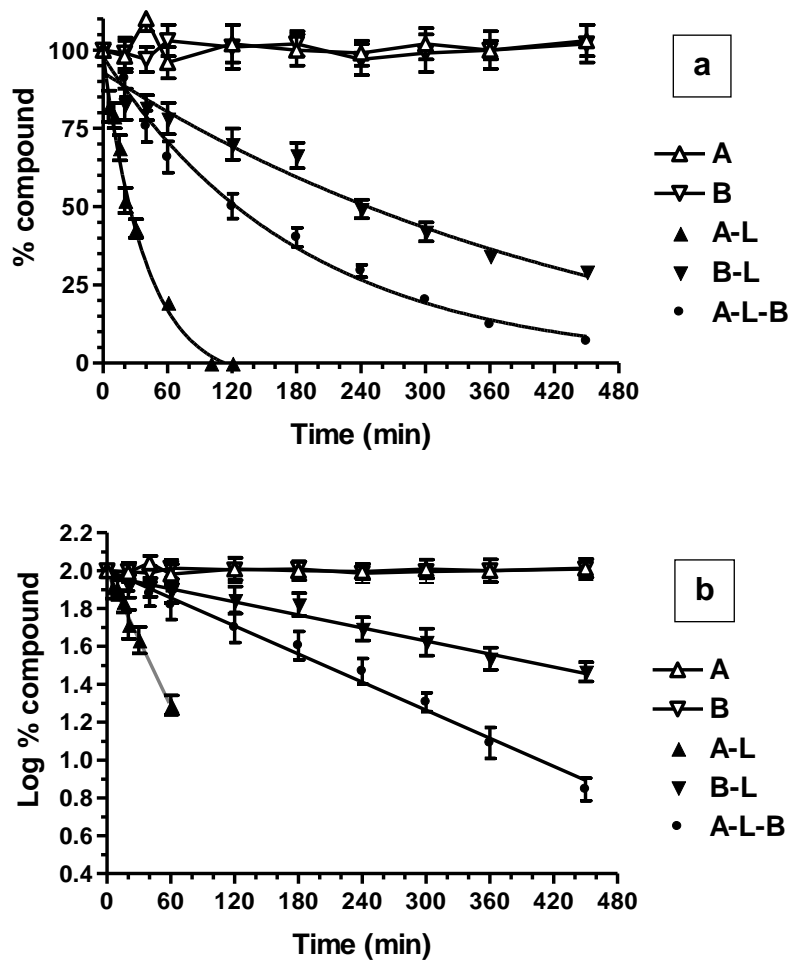 100
75
50
25
0
% compound
0 60 120 180 240 300 360 420 480
Time (min)
a
A
B
A-L
B-L
A-L-B
2.2
2.0
1.8
1.6
1.4
1.2
1.0
0.8
0.6
0.4
Log % compound
0 60 120 180 240 300 360 420 480
Time (min)
b
A
B
A-L
B-L
A-L-B